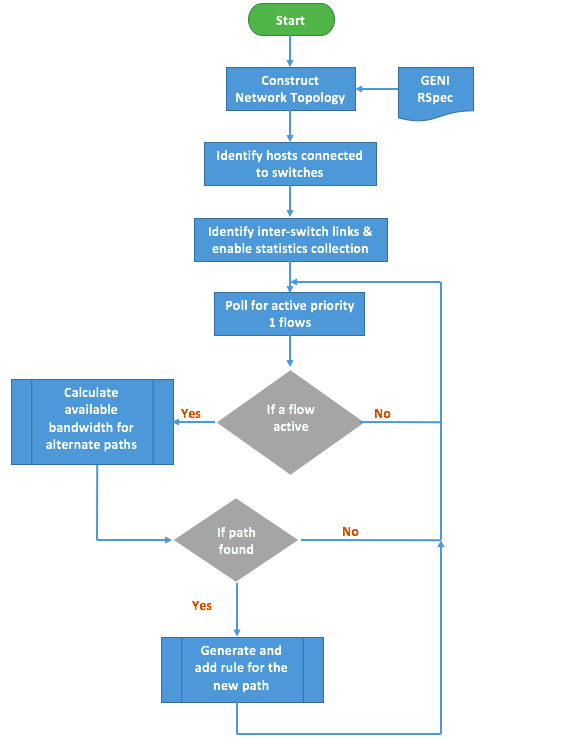 Start
Construct
Network Topology
GENI
RSpec
Identify hosts connected
to switches
Identify inter-switch links &
enable statistics collection
Poll for active priority
1 flows
If a flow
active
Yes
No
Calculate
available
bandwidth for
alternate paths
If path
found
No
Yes
Generate and
add rule for the
new path